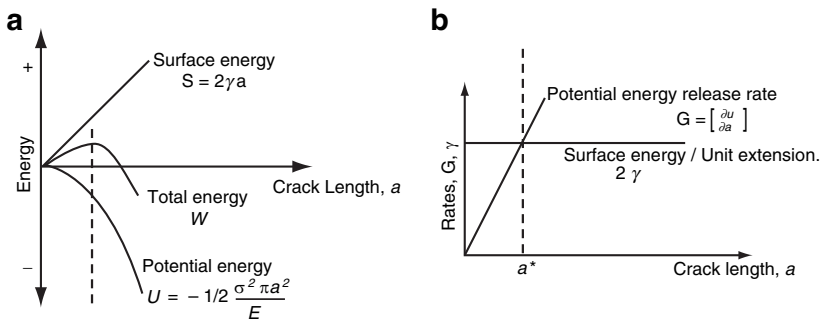 a
+
Energy
−
Surface energy
S = 2γa
Crack Length, a
Total energy
W
Potential energy
U = − 1/2 σ² πa² / E
b
Rates, G, γ
Potential energy release rate
G = [ ∂u / ∂a ]
Surface energy / Unit extension.
2 γ
a*
Crack length, a